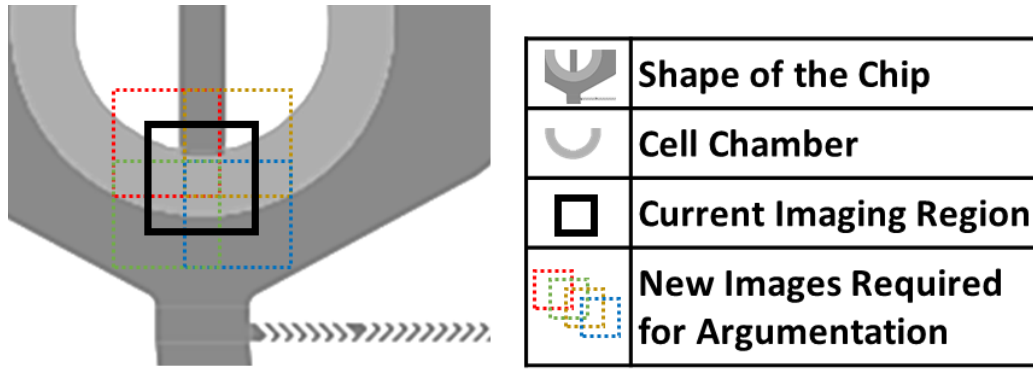 Shape of the Chip
Cell Chamber
Current Imaging Region
New Images Required
for Argumentation